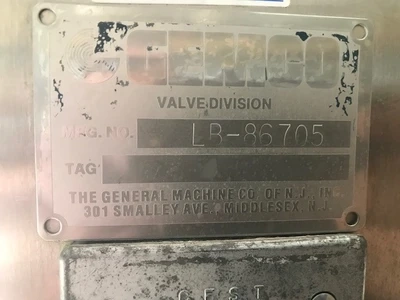 GEMCO
VALVE DIVISION
MFG. NO. LB-86705
TAG
THE GENERAL MACHINE CO. OF N.J., INC.
301 SMALLEY AVE., MIDDLESEX, N.J.